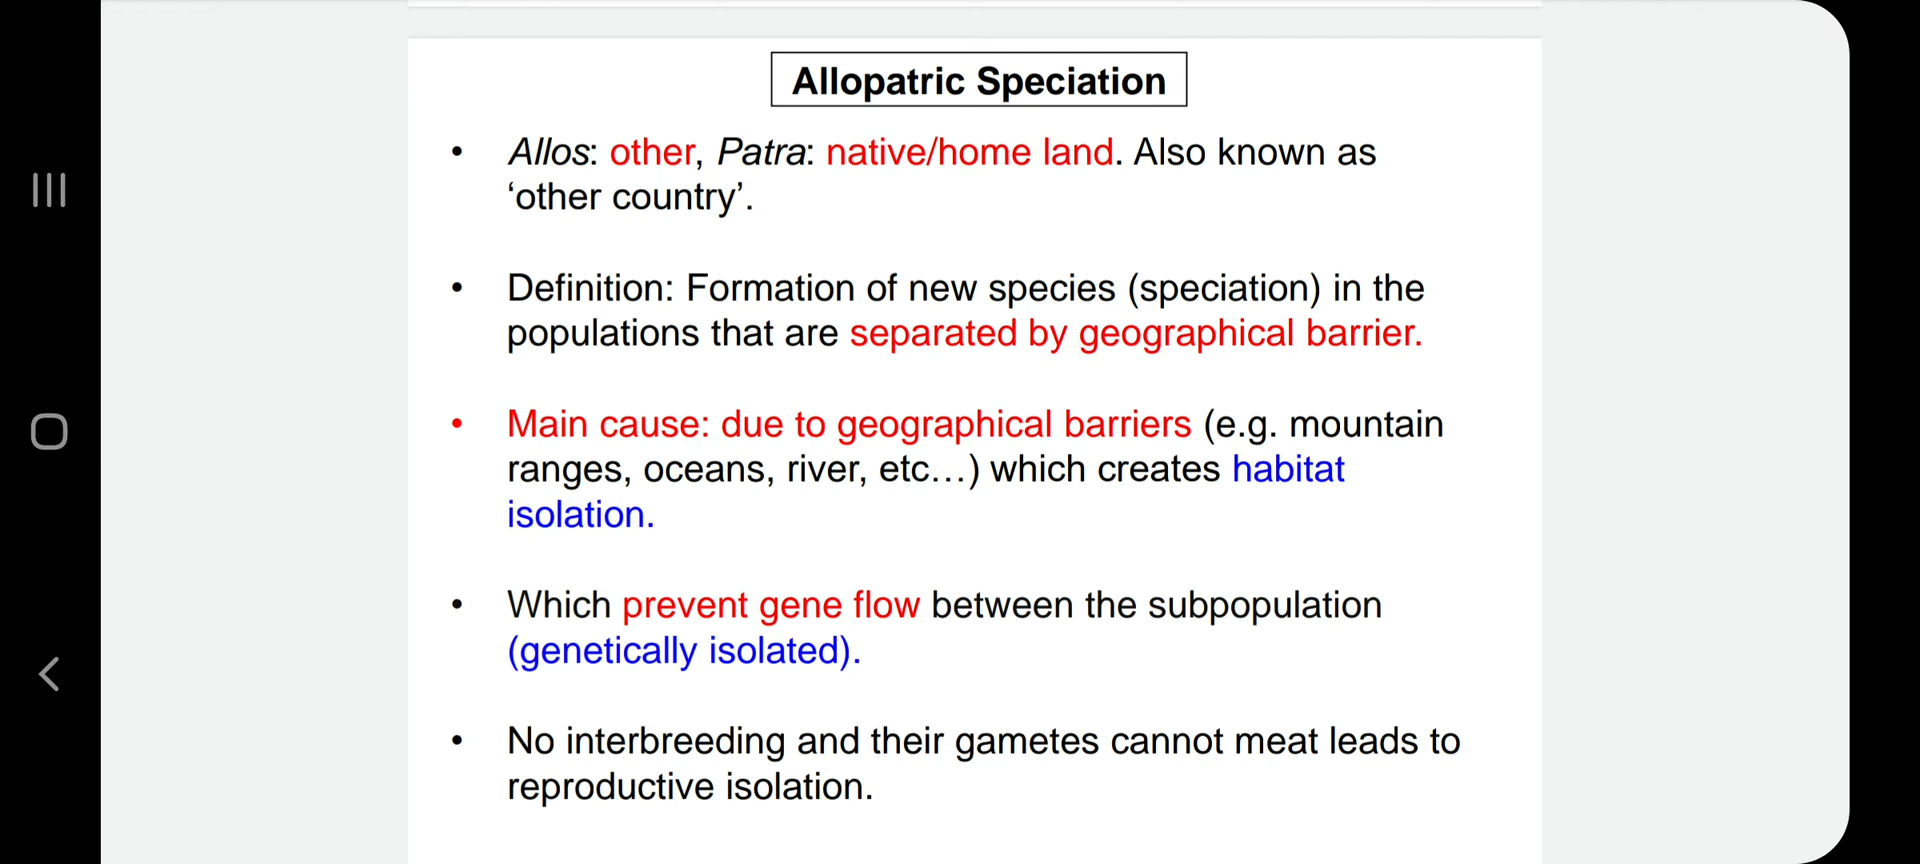 Allopatric Speciation
• Allos: other, Patra: native/home land. Also known as
‘other country’.
• Definition: Formation of new species (speciation) in the
populations that are separated by geographical barrier.
• Main cause: due to geographical barriers (e.g. mountain
ranges, oceans, river, etc…) which creates habitat
isolation.
• Which prevent gene flow between the subpopulation
(genetically isolated).
• No interbreeding and their gametes cannot meat leads to
reproductive isolation.